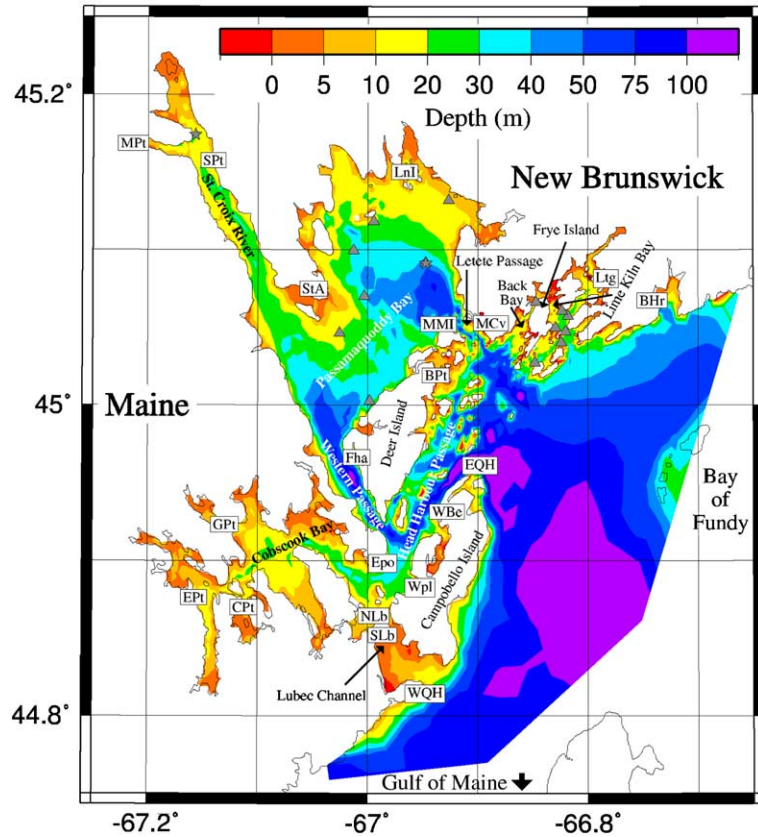 0 5 10 20 30 40 50 75 100
Depth (m)
45.2°
MPt
SPt
St. Croix River
LnI
New Brunswick
Frye Island
Letete Passage
Back
Bay
Ltg
Lime Kiln Bay
BHr
StA
Passamaquoddy Bay
MMI
MCv
BPt
45°
Maine
Deer Island
Fha
Western Passage
Head Harbour Passage
EQH
Bay
of
Fundy
WBe
GPt
Cobscook Bay
Epo
Campobello Island
EPt
CPt
Wpl
NLb
SLb
Lubec Channel
WQH
44.8°
Gulf of Maine
-67.2° -67° -66.8°